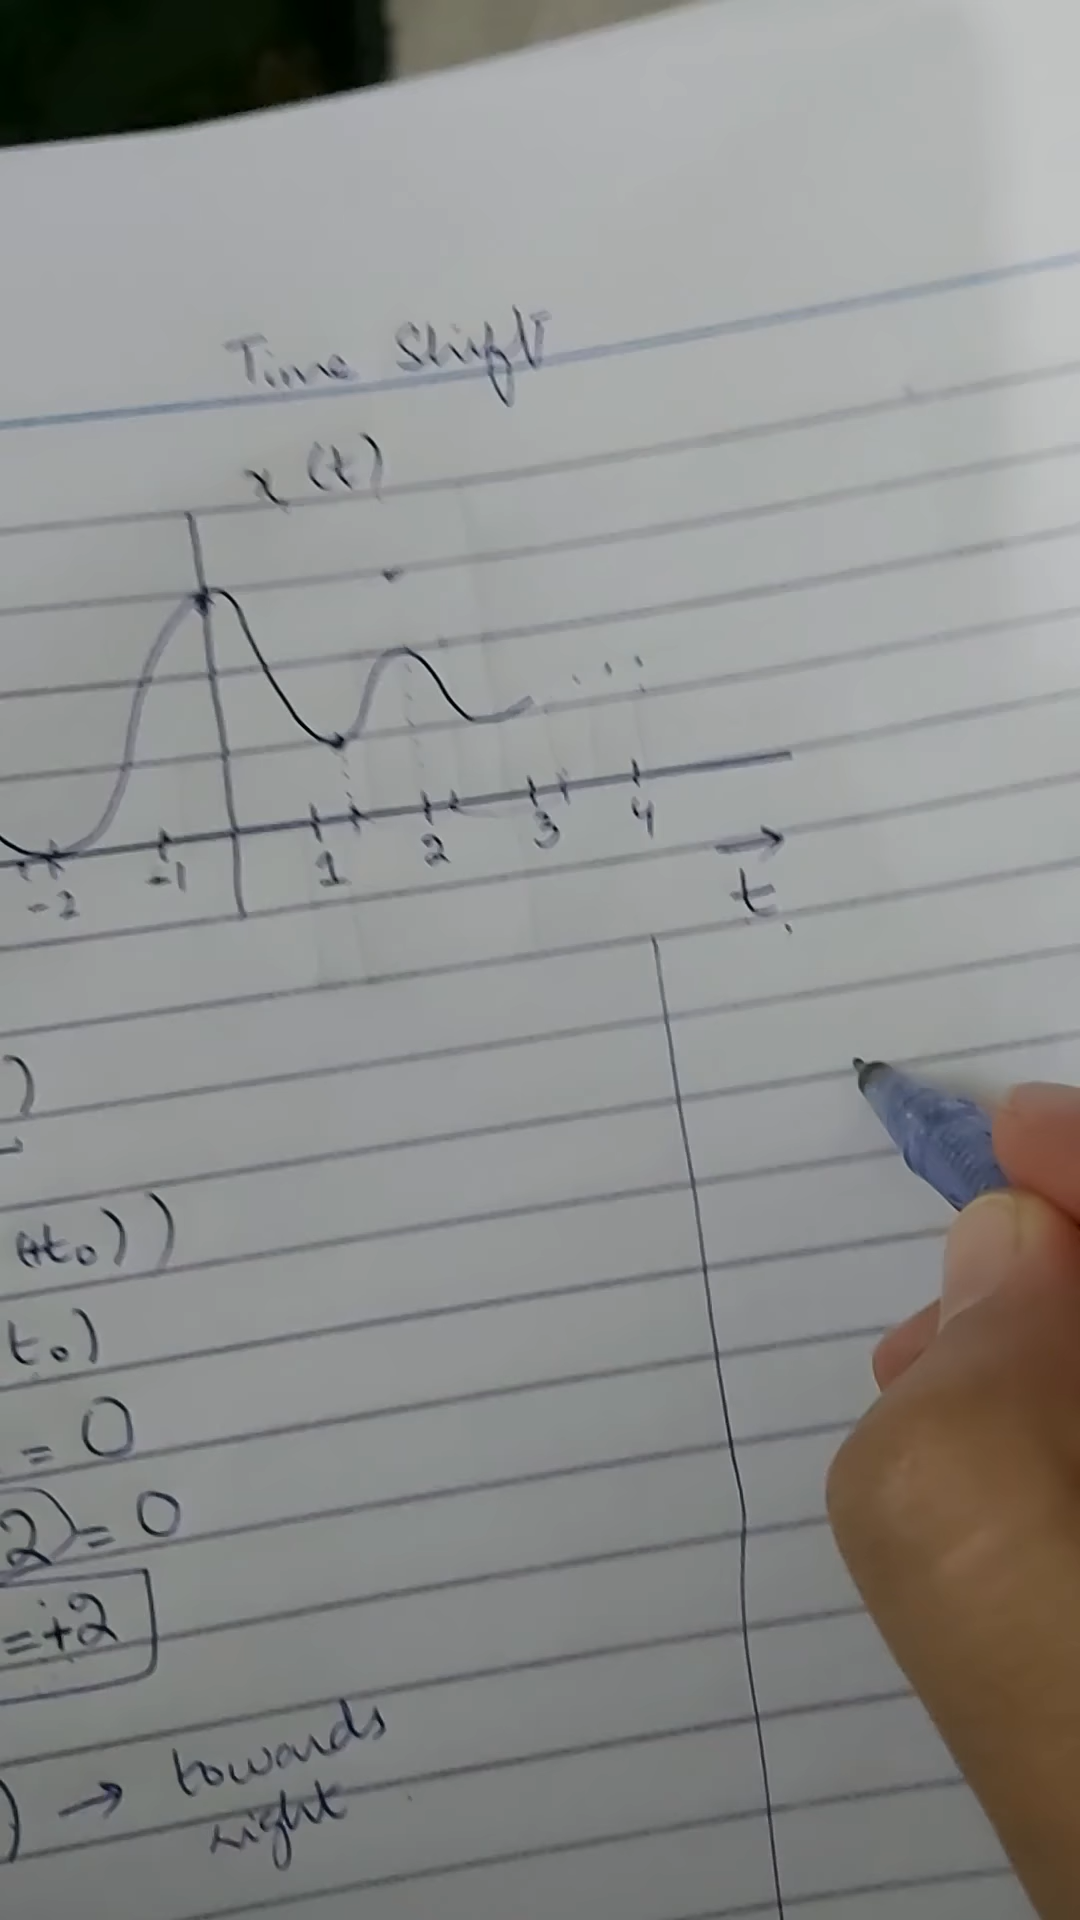 Time Shift
x (t)
-2 -1 1 2 3 4
→
t
)
(+t₀))
t₀)
= 0
2) = 0
= +2
) → towards
right